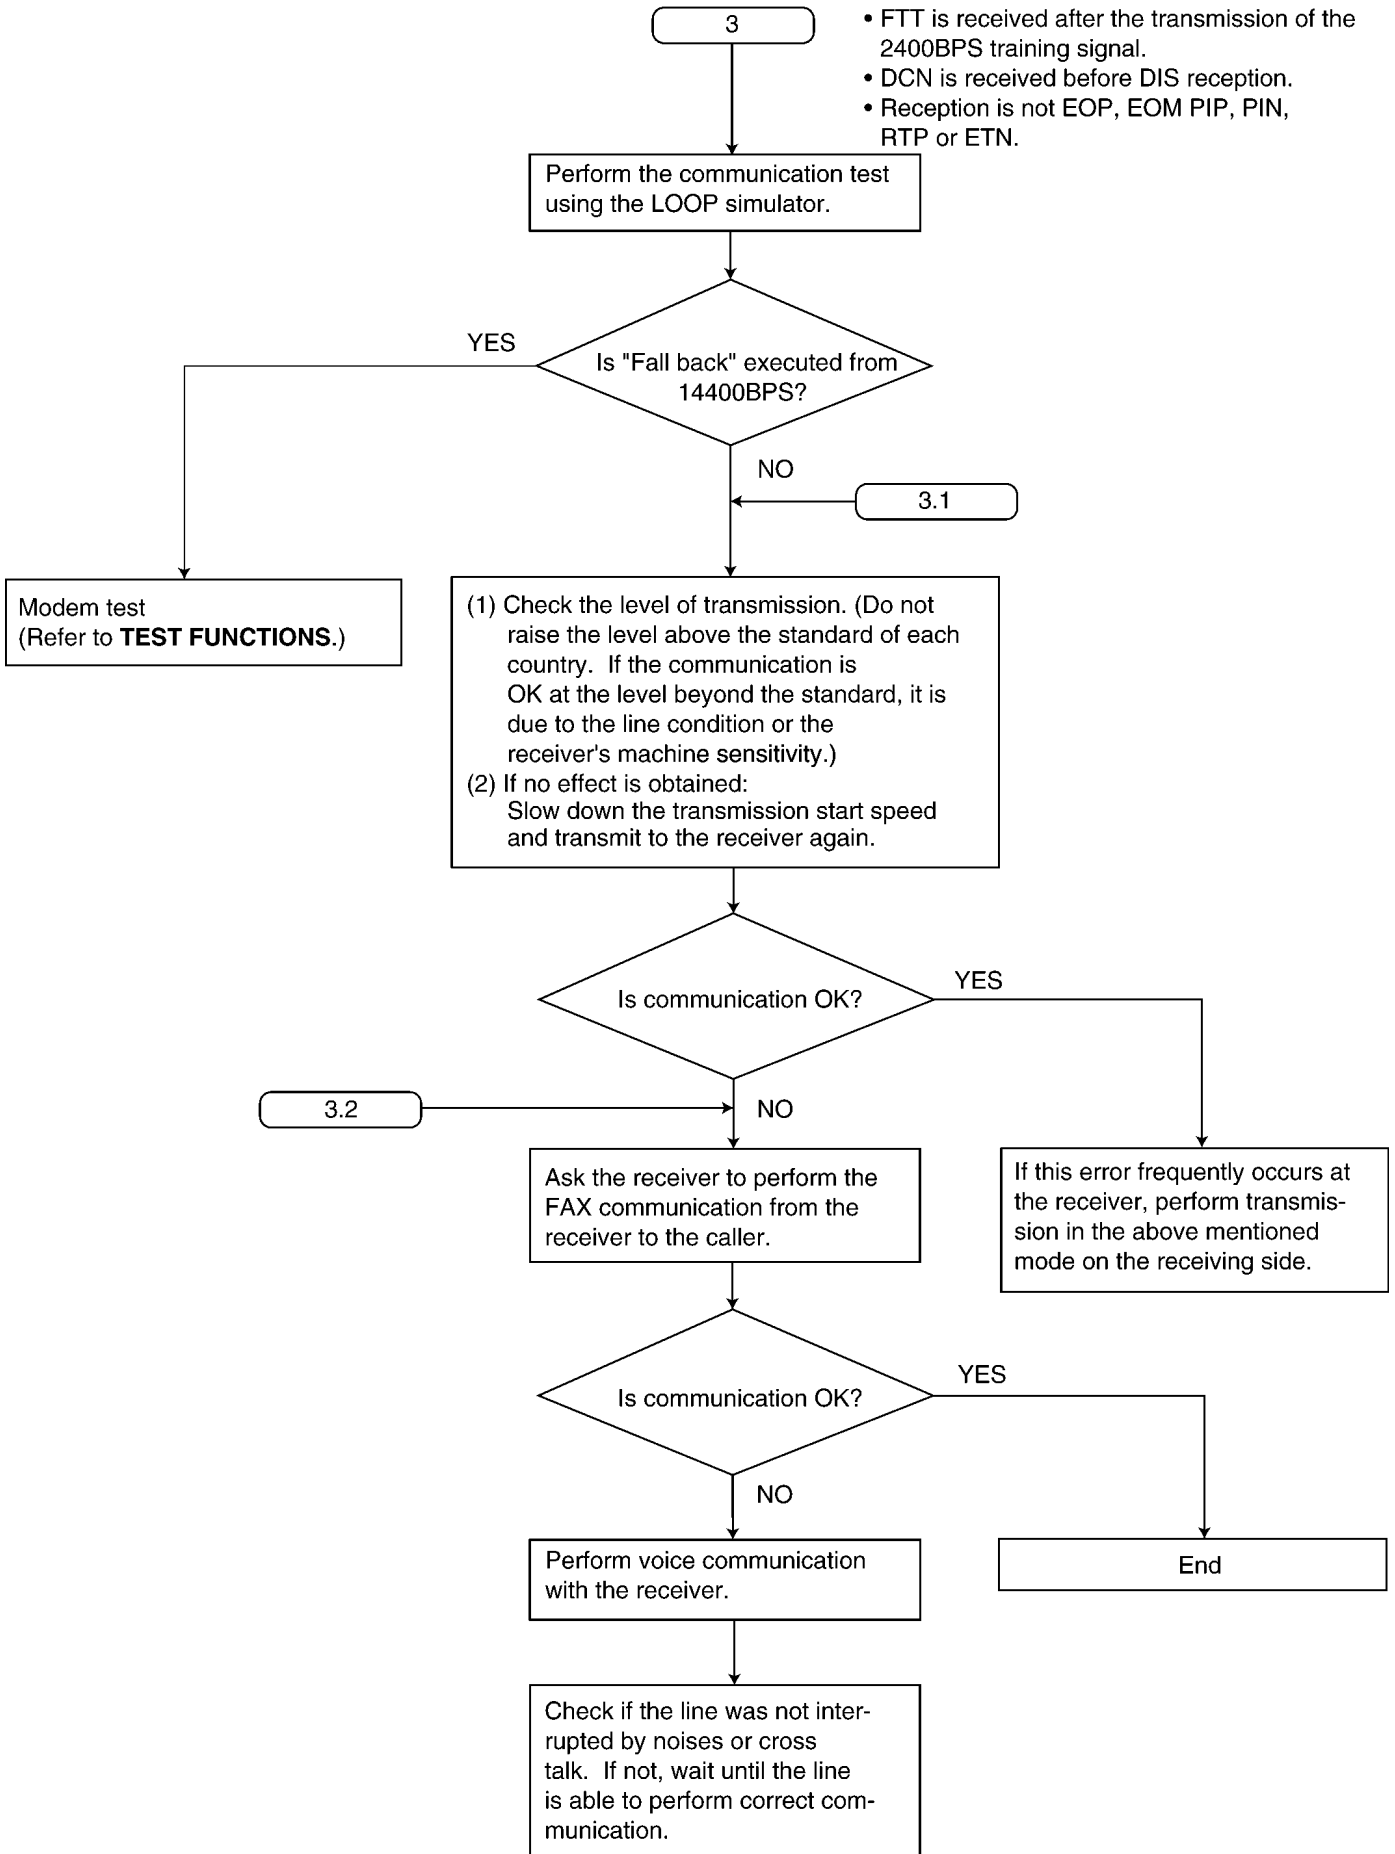 3
• FTT is received after the transmission of the
2400BPS training signal.
• DCN is received before DIS reception.
• Reception is not EOP, EOM PIP, PIN,
RTP or ETN.
Perform the communication test
using the LOOP simulator.
YES
Is "Fall back" executed from
14400BPS?
NO
3.1
Modem test
(Refer to TEST FUNCTIONS.)
(1) Check the level of transmission. (Do not
raise the level above the standard of each
country. If the communication is
OK at the level beyond the standard, it is
due to the line condition or the
receiver's machine sensitivity.)
(2) If no effect is obtained:
Slow down the transmission start speed
and transmit to the receiver again.
Is communication OK?
YES
3.2
NO
Ask the receiver to perform the
FAX communication from the
receiver to the caller.
If this error frequently occurs at
the receiver, perform transmis-
sion in the above mentioned
mode on the receiving side.
Is communication OK?
YES
NO
Perform voice communication
with the receiver.
End
Check if the line was not inter-
rupted by noises or cross
talk. If not, wait until the line
is able to perform correct com-
munication.